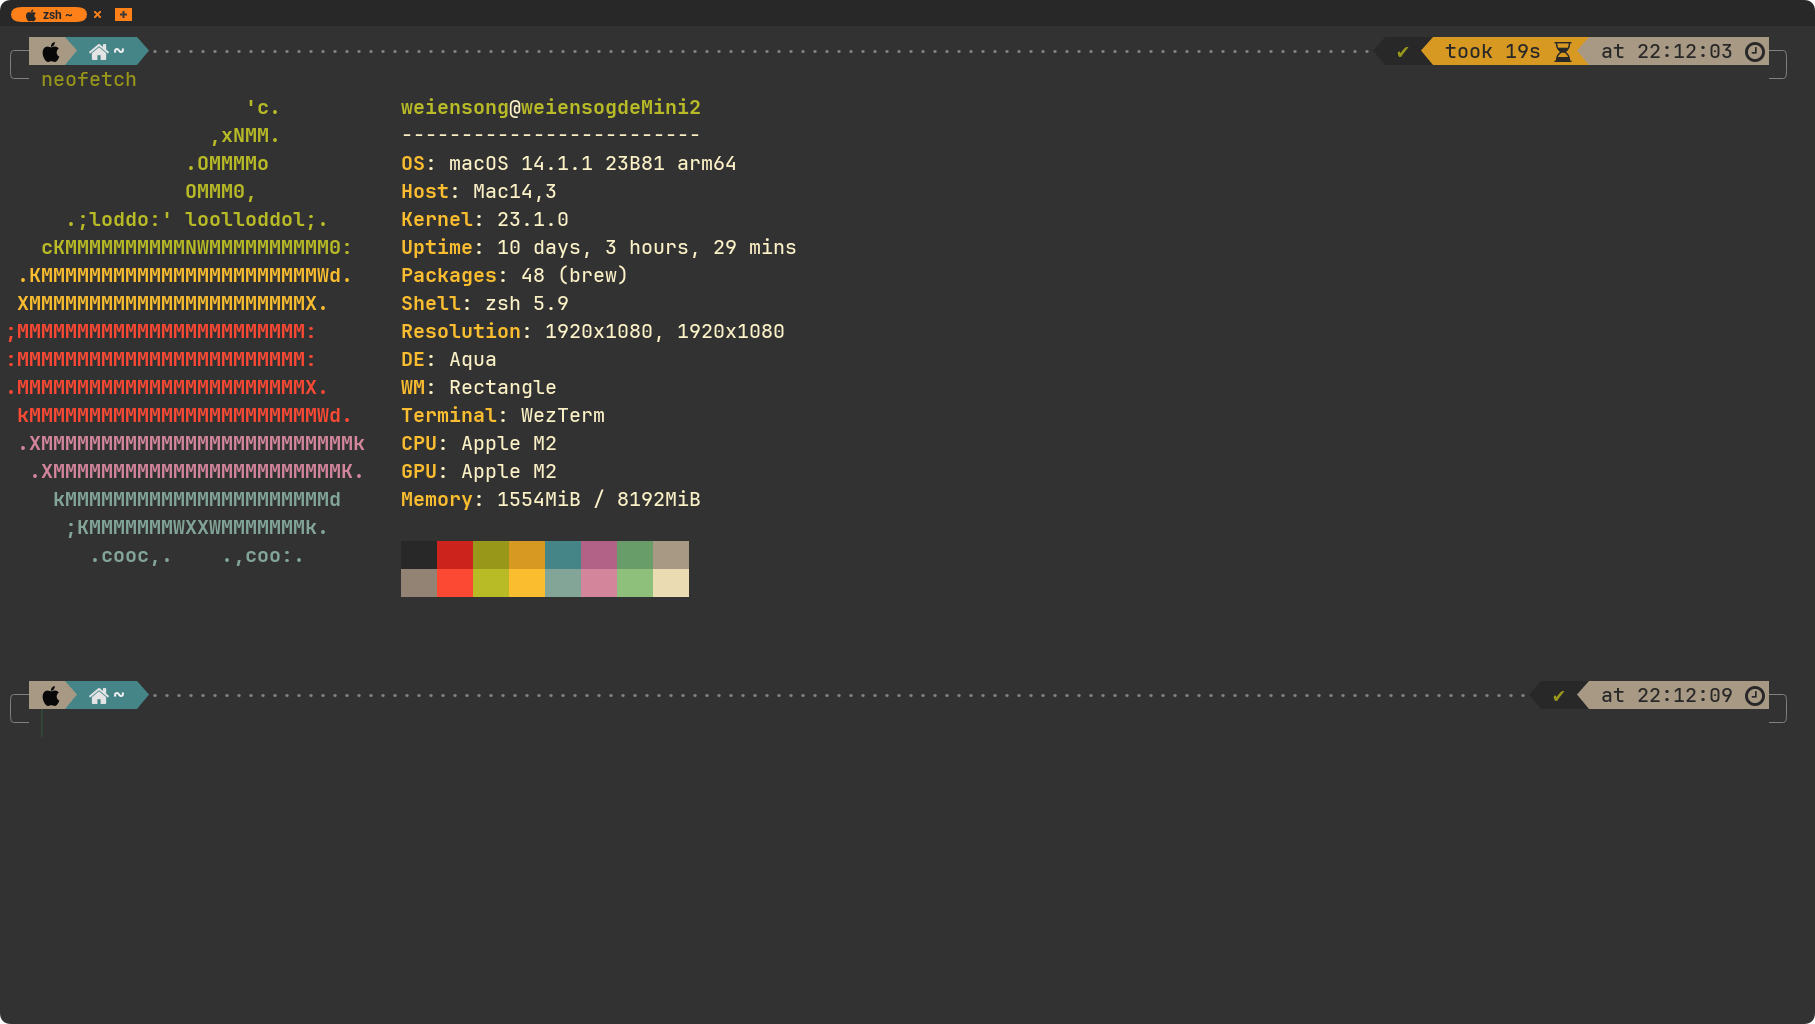 zsh ~ × +
~ ✔ took 19s at 22:12:03
neofetch
                    'c.          weiensong@weiensogdeMini2
                 ,xNMM.          -------------------------
               .OMMMMo           OS: macOS 14.1.1 23B81 arm64
               OMMM0,            Host: Mac14,3
     .;loddo:' loolloddol;.      Kernel: 23.1.0
   cKMMMMMMMMMMNWMMMMMMMMMM0:    Uptime: 10 days, 3 hours, 29 mins
 .KMMMMMMMMMMMMMMMMMMMMMMMWd.    Packages: 48 (brew)
 XMMMMMMMMMMMMMMMMMMMMMMMX.      Shell: zsh 5.9
;MMMMMMMMMMMMMMMMMMMMMMMM:       Resolution: 1920x1080, 1920x1080
:MMMMMMMMMMMMMMMMMMMMMMMM:       DE: Aqua
.MMMMMMMMMMMMMMMMMMMMMMMMX.      WM: Rectangle
 kMMMMMMMMMMMMMMMMMMMMMMMMWd.    Terminal: WezTerm
 .XMMMMMMMMMMMMMMMMMMMMMMMMMMk   CPU: Apple M2
  .XMMMMMMMMMMMMMMMMMMMMMMMMK.   GPU: Apple M2
    kMMMMMMMMMMMMMMMMMMMMMMd     Memory: 1554MiB / 8192MiB
     ;KMMMMMMMWXXWMMMMMMMk.
       .cooc,.    .,coo:.
~ ✔ at 22:12:09